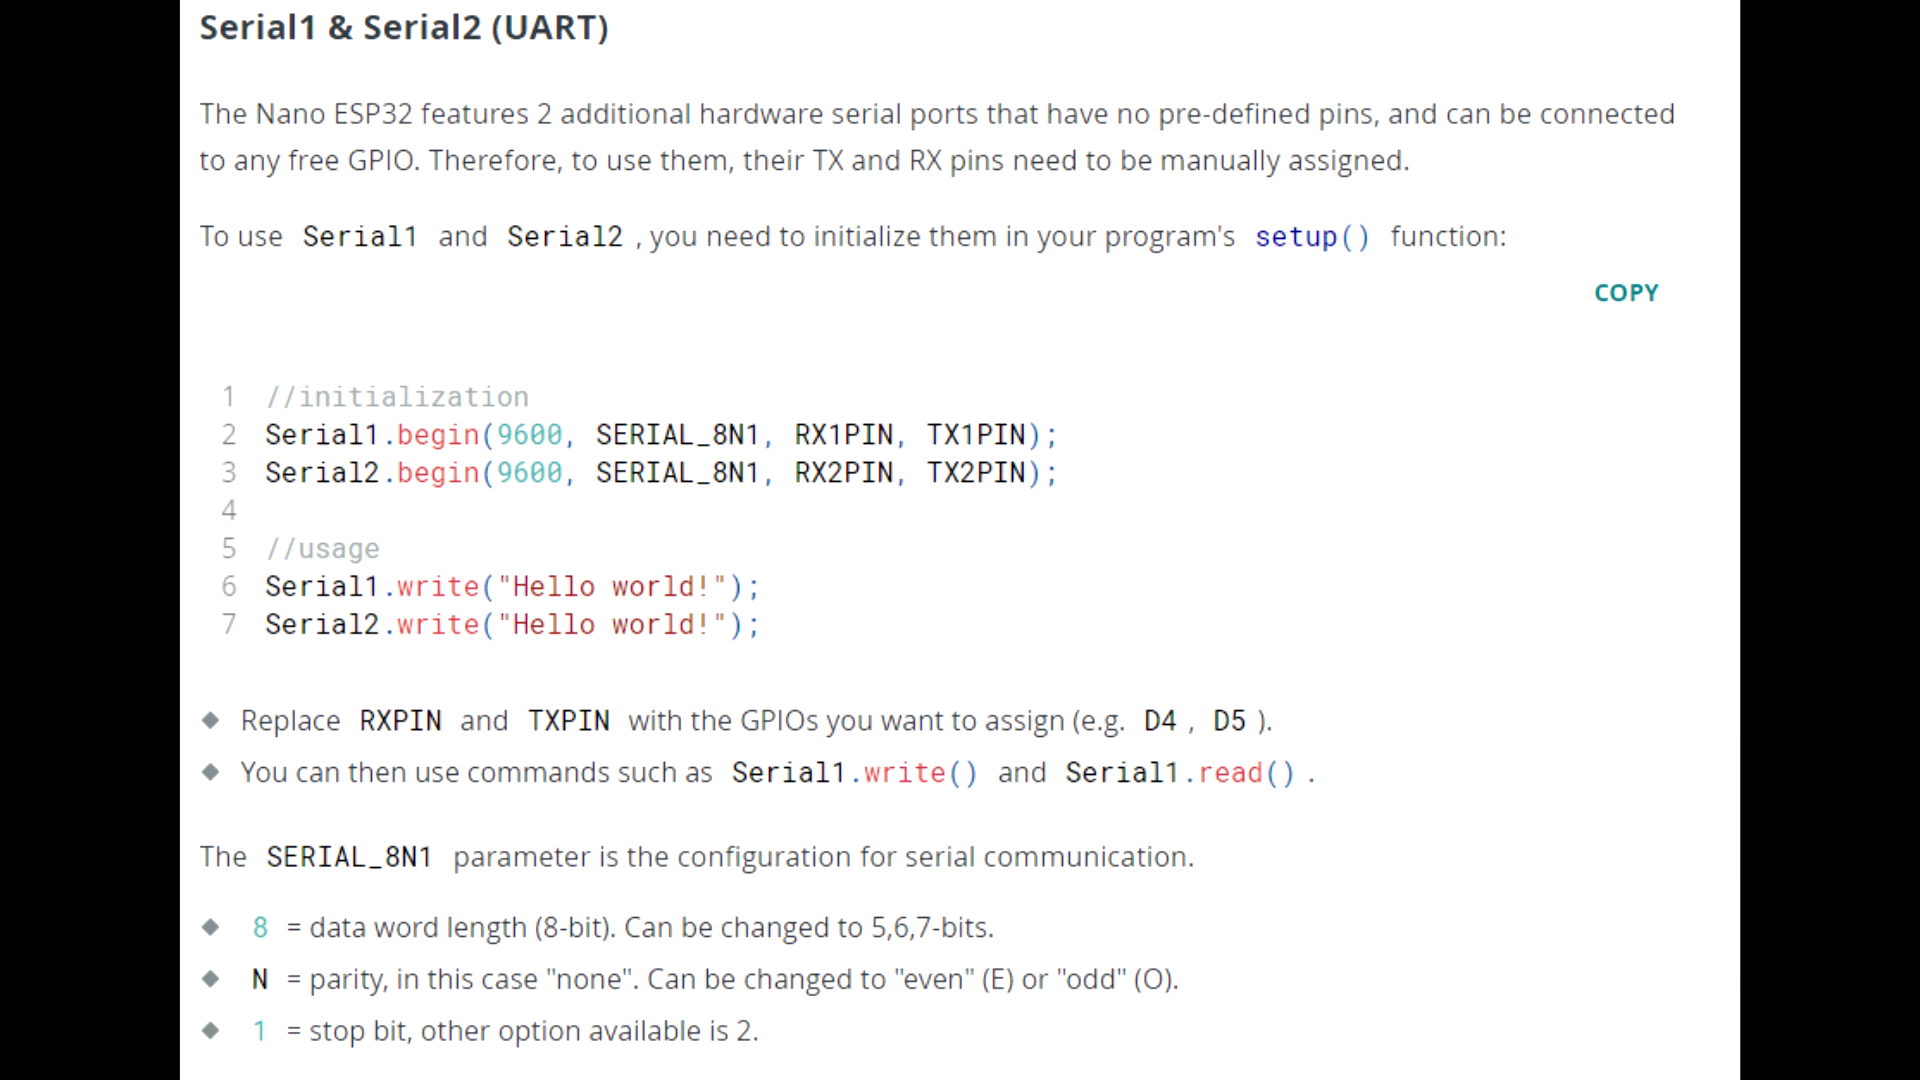 Serial1 & Serial2 (UART)
The Nano ESP32 features 2 additional hardware serial ports that have no pre-defined pins, and can be connected
to any free GPIO. Therefore, to use them, their TX and RX pins need to be manually assigned.
To use Serial1 and Serial2 , you need to initialize them in your program's setup() function:
COPY
1 //initialization
2 Serial1.begin(9600, SERIAL_8N1, RX1PIN, TX1PIN);
3 Serial2.begin(9600, SERIAL_8N1, RX2PIN, TX2PIN);
4
5 //usage
6 Serial1.write("Hello world!");
7 Serial2.write("Hello world!");
◆ Replace RXPIN and TXPIN with the GPIOs you want to assign (e.g. D4 , D5 ).
◆ You can then use commands such as Serial1.write() and Serial1.read() .
The SERIAL_8N1 parameter is the configuration for serial communication.
◆ 8 = data word length (8-bit). Can be changed to 5,6,7-bits.
◆ N = parity, in this case "none". Can be changed to "even" (E) or "odd" (O).
◆ 1 = stop bit, other option available is 2.